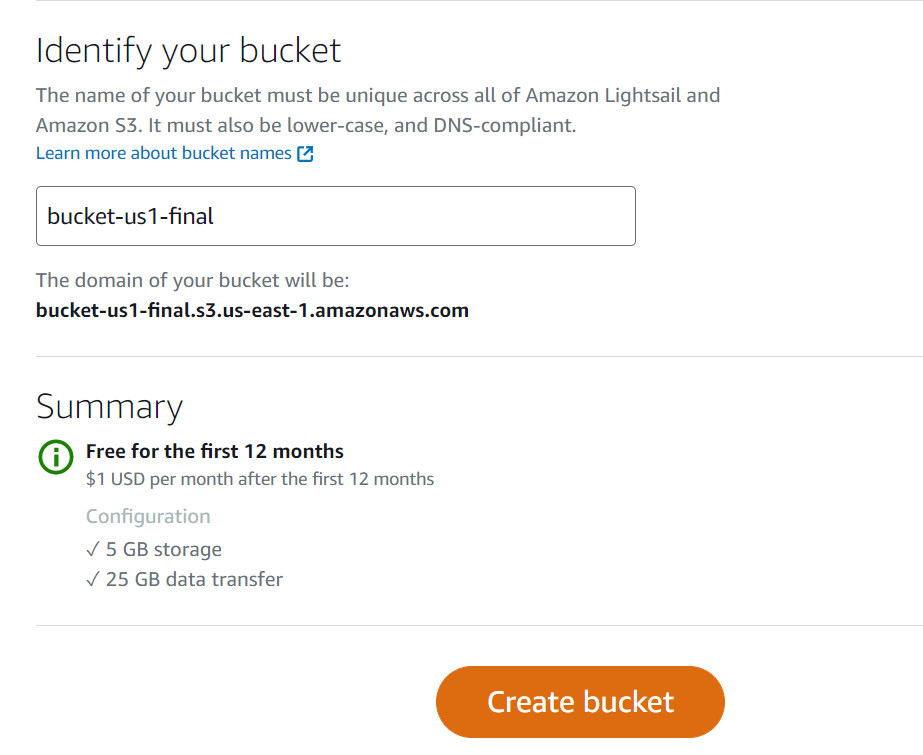 Identify your bucket
The name of your bucket must be unique across all of Amazon Lightsail and
Amazon S3. It must also be lower-case, and DNS-compliant.
Learn more about bucket names
bucket-us1-final
The domain of your bucket will be:
bucket-us1-final.s3.us-east-1.amazonaws.com
Summary
Free for the first 12 months
$1 USD per month after the first 12 months
Configuration
✓ 5 GB storage
✓ 25 GB data transfer
Create bucket